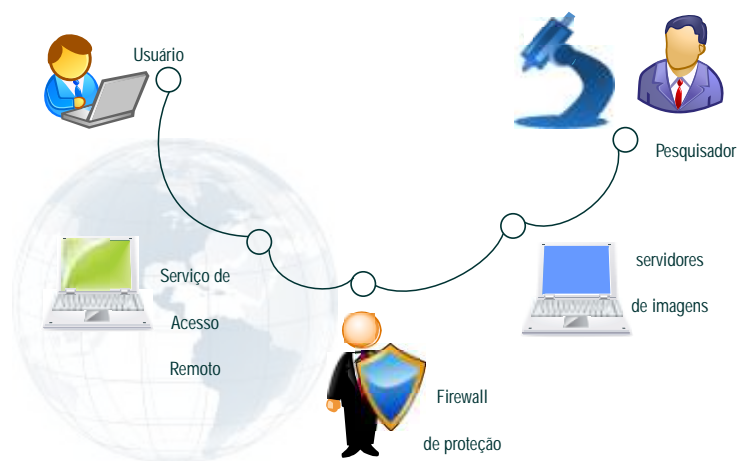 Usuário
Pesquisador
Serviço de
Acesso
Remoto
servidores
de imagens
Firewall
de proteção